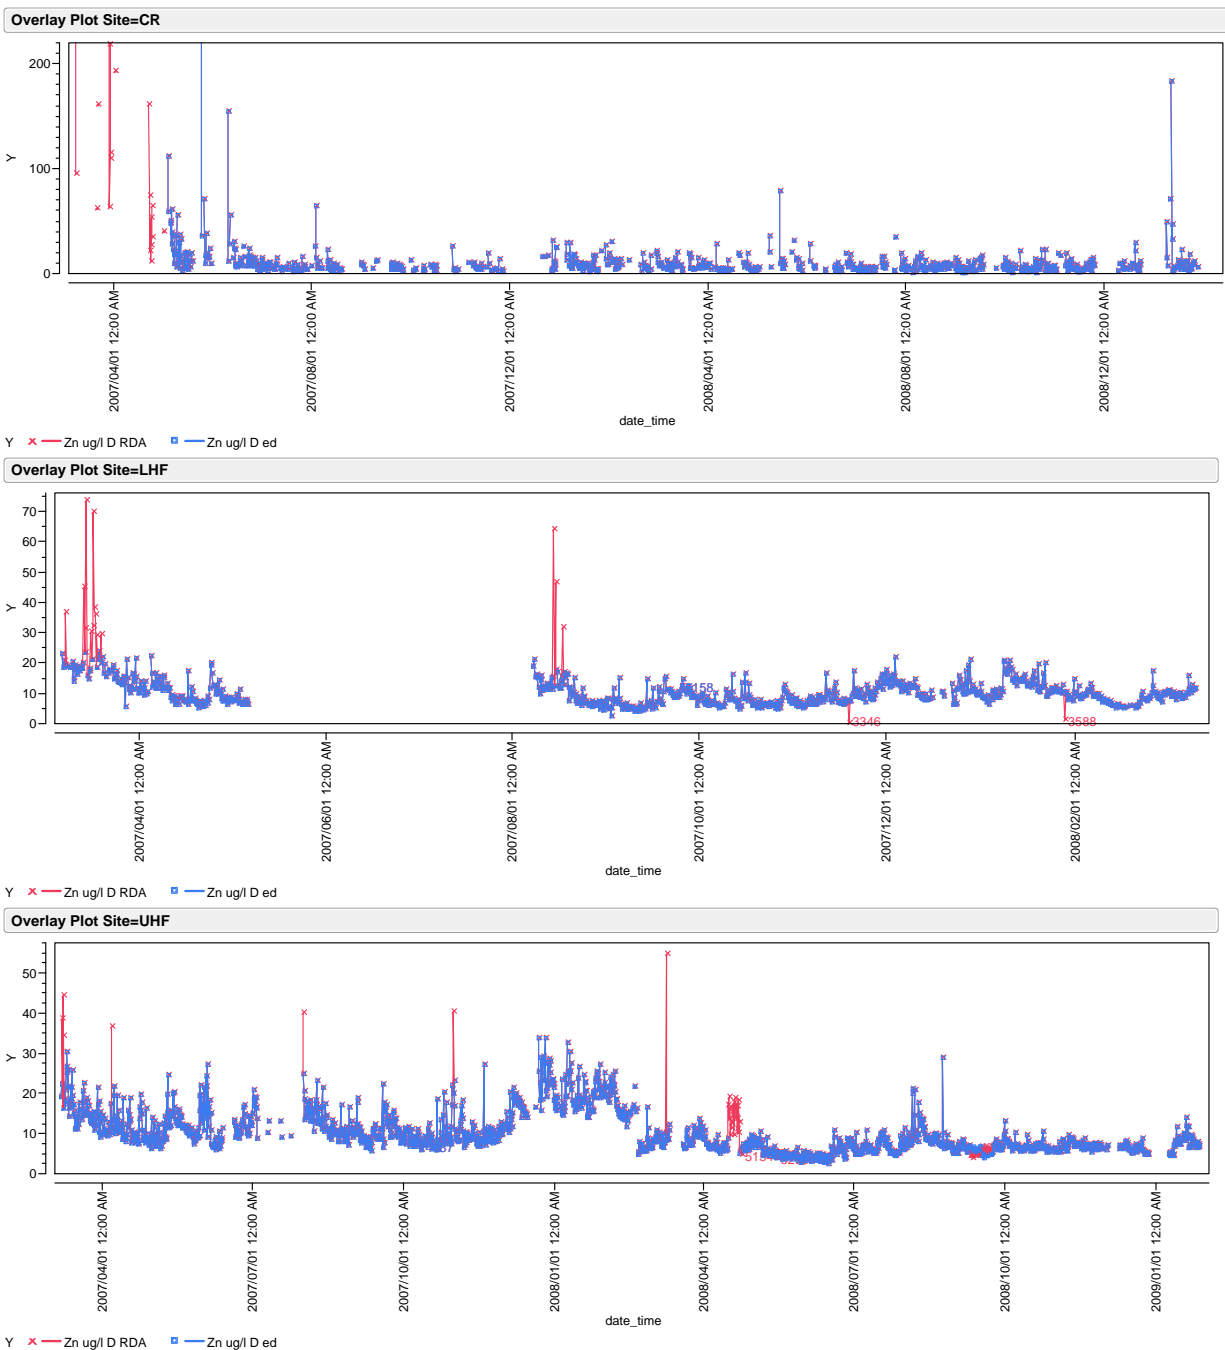 Overlay Plot Site=CR
200
100
0
Y
2007/04/01 12:00 AM
2007/08/01 12:00 AM
2007/12/01 12:00 AM
2008/04/01 12:00 AM
2008/08/01 12:00 AM
2008/12/01 12:00 AM
date_time
Y Zn ug/l D RDA Zn ug/l D ed
Overlay Plot Site=LHF
70
60
50
40
30
20
10
0
Y
3346
3588
2007/04/01 12:00 AM
2007/06/01 12:00 AM
2007/08/01 12:00 AM
2007/10/01 12:00 AM
2007/12/01 12:00 AM
2008/02/01 12:00 AM
date_time
Y Zn ug/l D RDA Zn ug/l D ed
Overlay Plot Site=UHF
50
40
30
20
10
0
Y
2007/04/01 12:00 AM
2007/07/01 12:00 AM
2007/10/01 12:00 AM
2008/01/01 12:00 AM
2008/04/01 12:00 AM
2008/07/01 12:00 AM
2008/10/01 12:00 AM
2009/01/01 12:00 AM
date_time
Y Zn ug/l D RDA Zn ug/l D ed